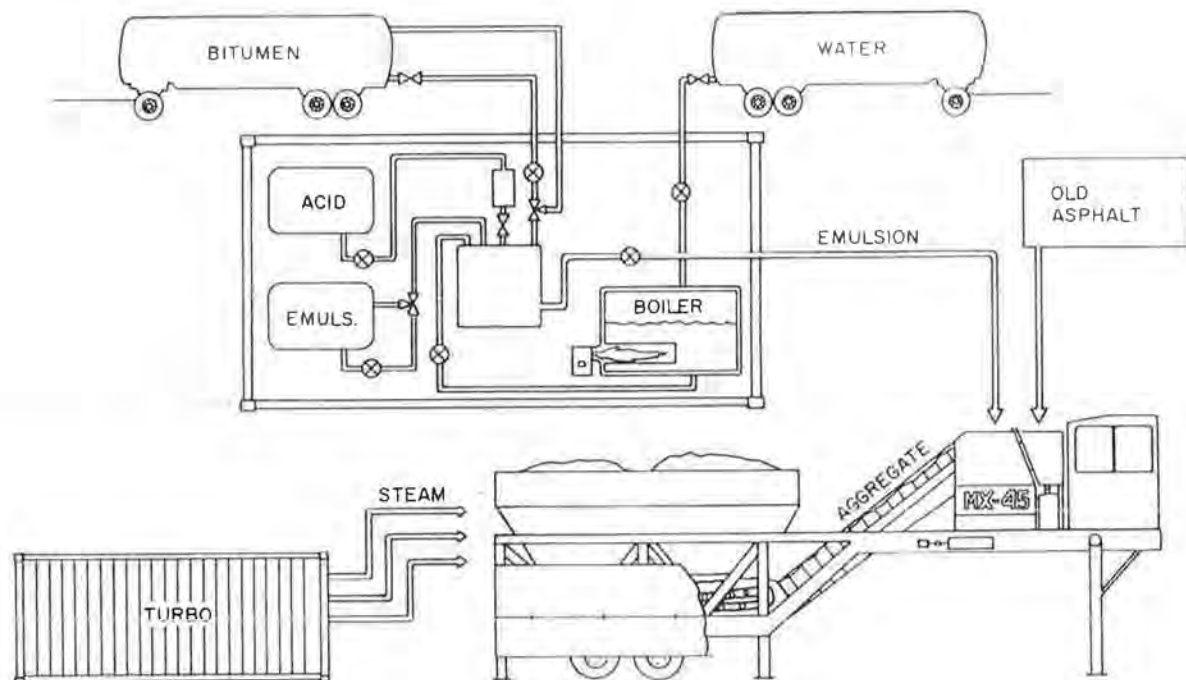 BITUMEN
WATER
ACID
OLD
ASPHALT
EMULSION
EMULS.
BOILER
AGGREGATE
STEAM
MX-45
TURBO